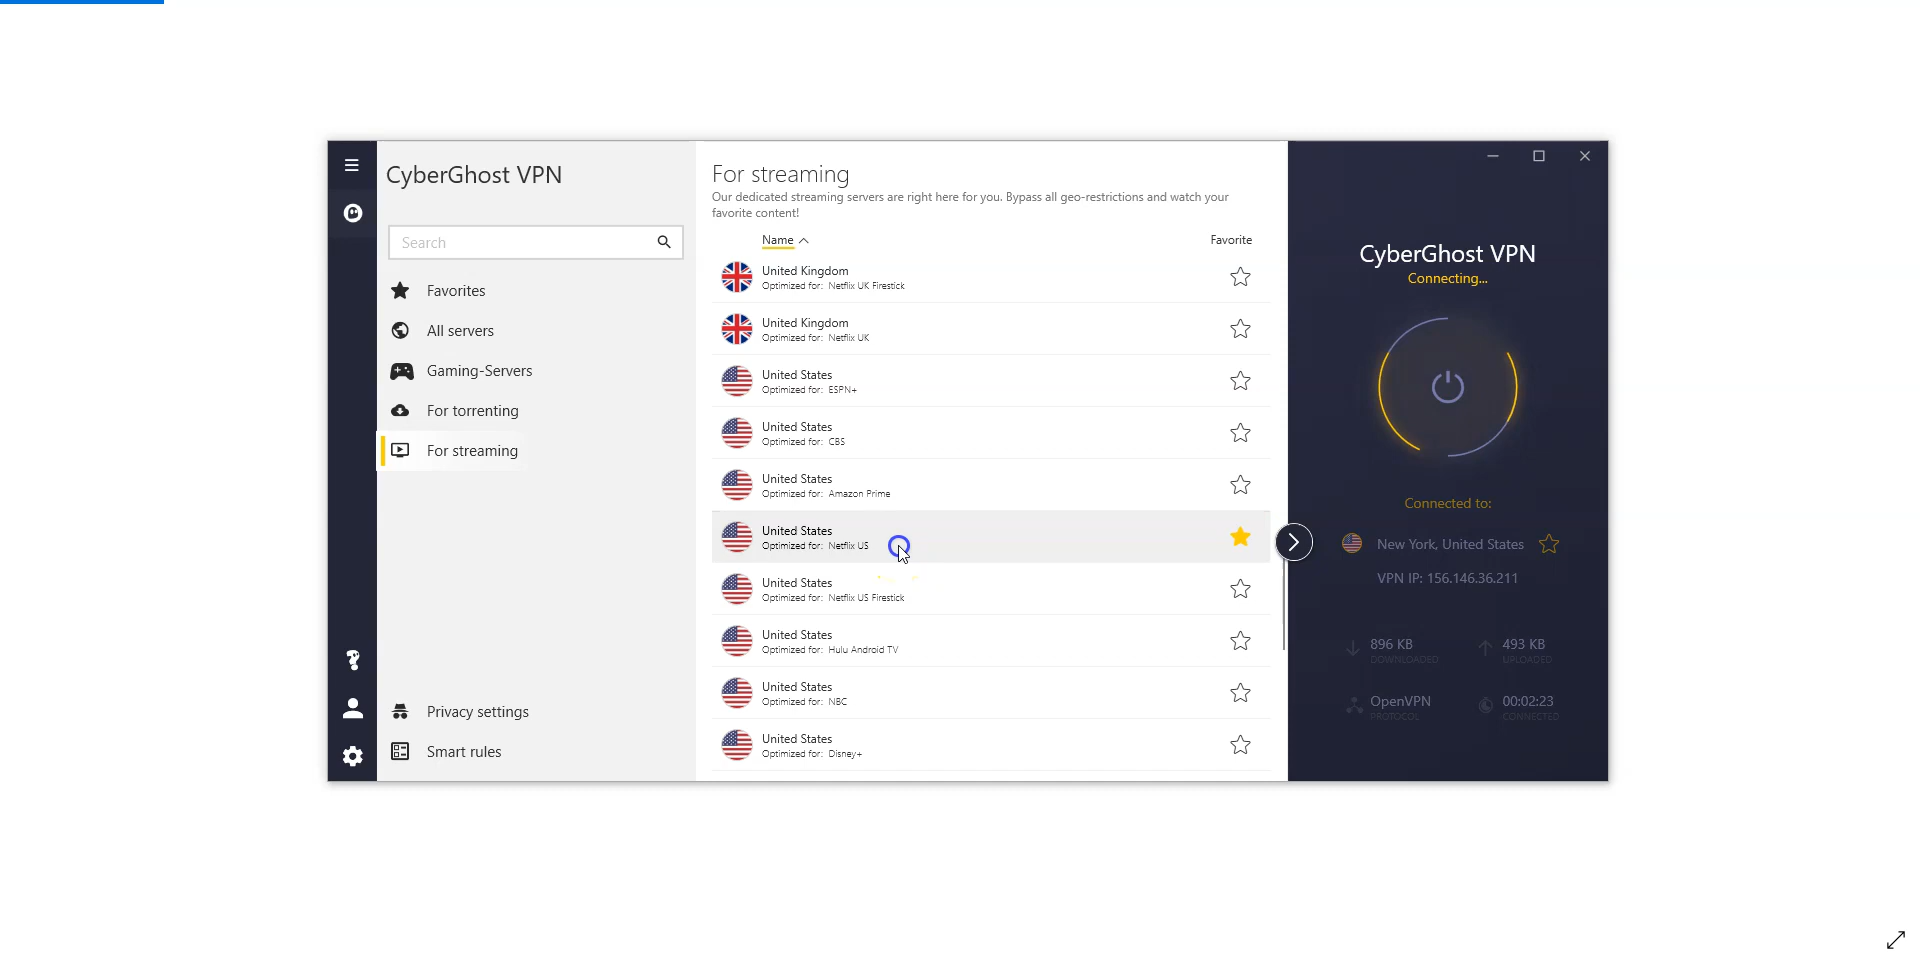 CyberGhost VPN
Search
Favorites
All servers
Gaming-Servers
For torrenting
For streaming
Privacy settings
Smart rules
For streaming
Our dedicated streaming servers are right here for you. Bypass all geo-restrictions and watch your
favorite content!
Name Favorite
United Kingdom
Optimized for: Netflix UK Firestick
United Kingdom
Optimized for: Netflix UK
United States
Optimized for: ESPN+
United States
Optimized for: CBS
United States
Optimized for: Amazon Prime
United States
Optimized for: Netflix US
United States
Optimized for: Netflix US Firestick
United States
Optimized for: Hulu Android TV
United States
Optimized for: NBC
United States
Optimized for: Disney+
CyberGhost VPN
Connecting...
Connected to:
New York, United States
VPN IP: 156.146.36.211
896 KB 493 KB
DOWNLOADED UPLOADED
OpenVPN 00:02:23
PROTOCOL CONNECTED